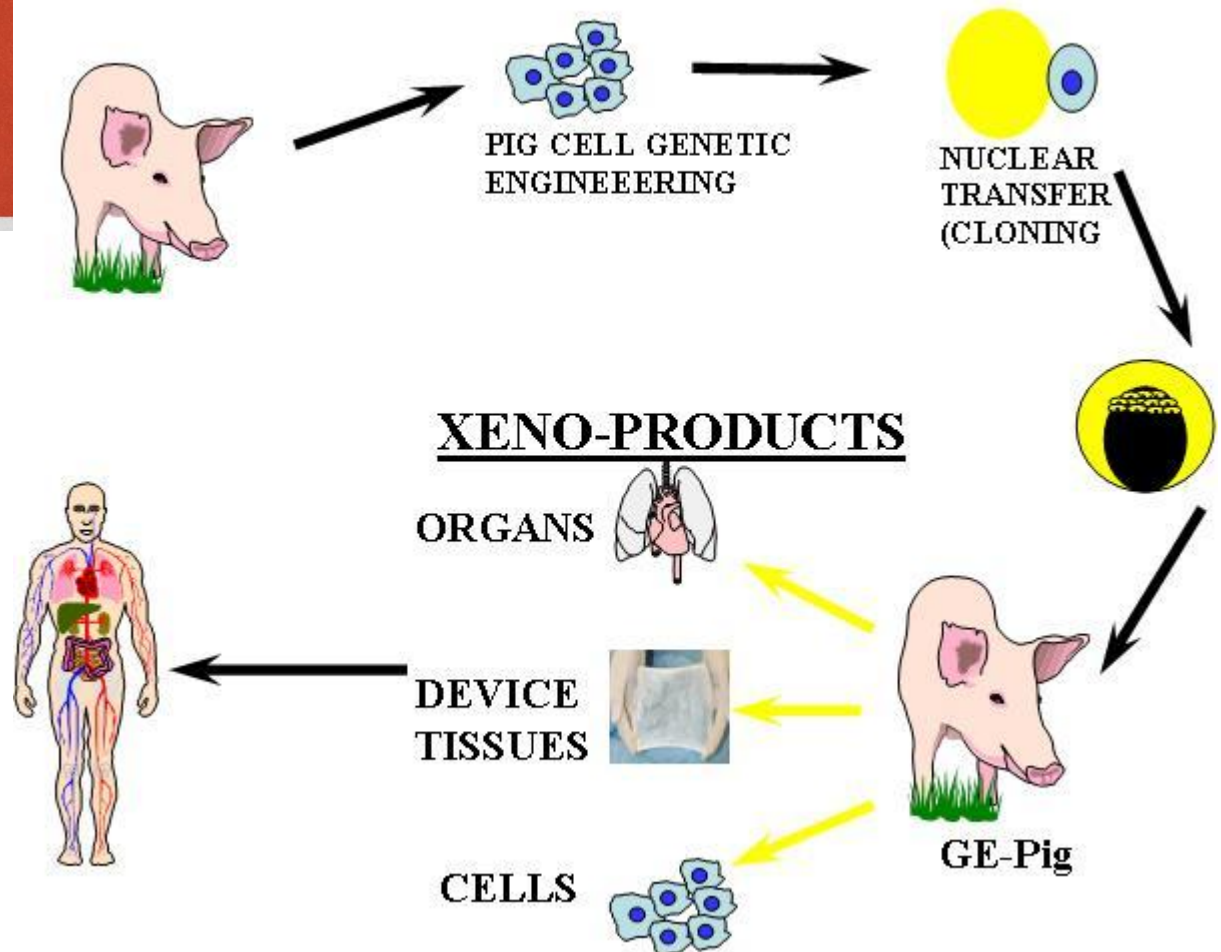 PIG CELL GENETIC
ENGINEEERING
NUCLEAR
TRANSFER
(CLONING
XENO-PRODUCTS
ORGANS
DEVICE
TISSUES
CELLS
GE-Pig